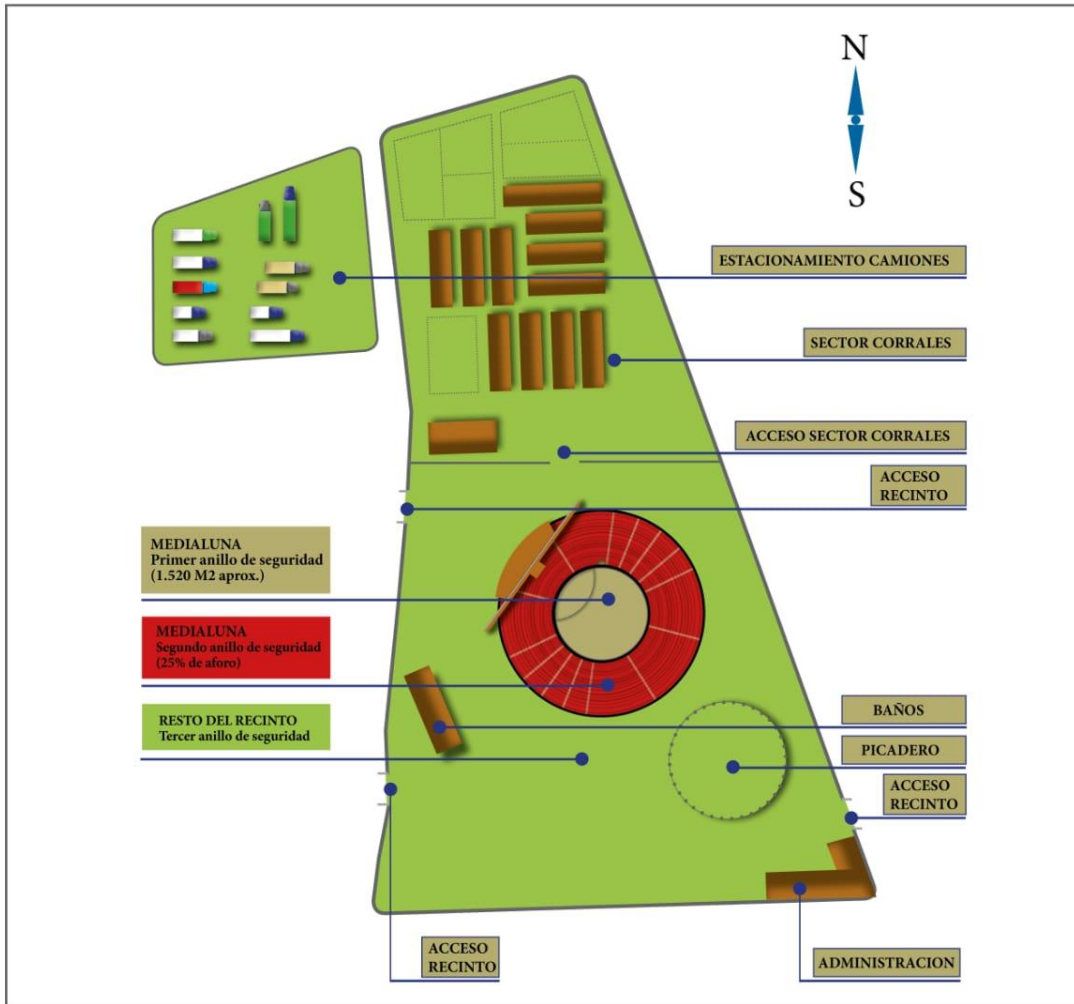 N
S
ESTACIONAMIENTO CAMIONES
SECTOR CORRALES
ACCESO SECTOR CORRALES
ACCESO
RECINTO
MEDIALUNA
Primer anillo de seguridad
(1.520 M2 aprox.)
MEDIALUNA
Segundo anillo de seguridad
(25% de aforo)
RESTO DEL RECINTO
Tercer anillo de seguridad
BAÑOS
PICADERO
ACCESO
RECINTO
ACCESO
RECINTO
ADMINISTRACION